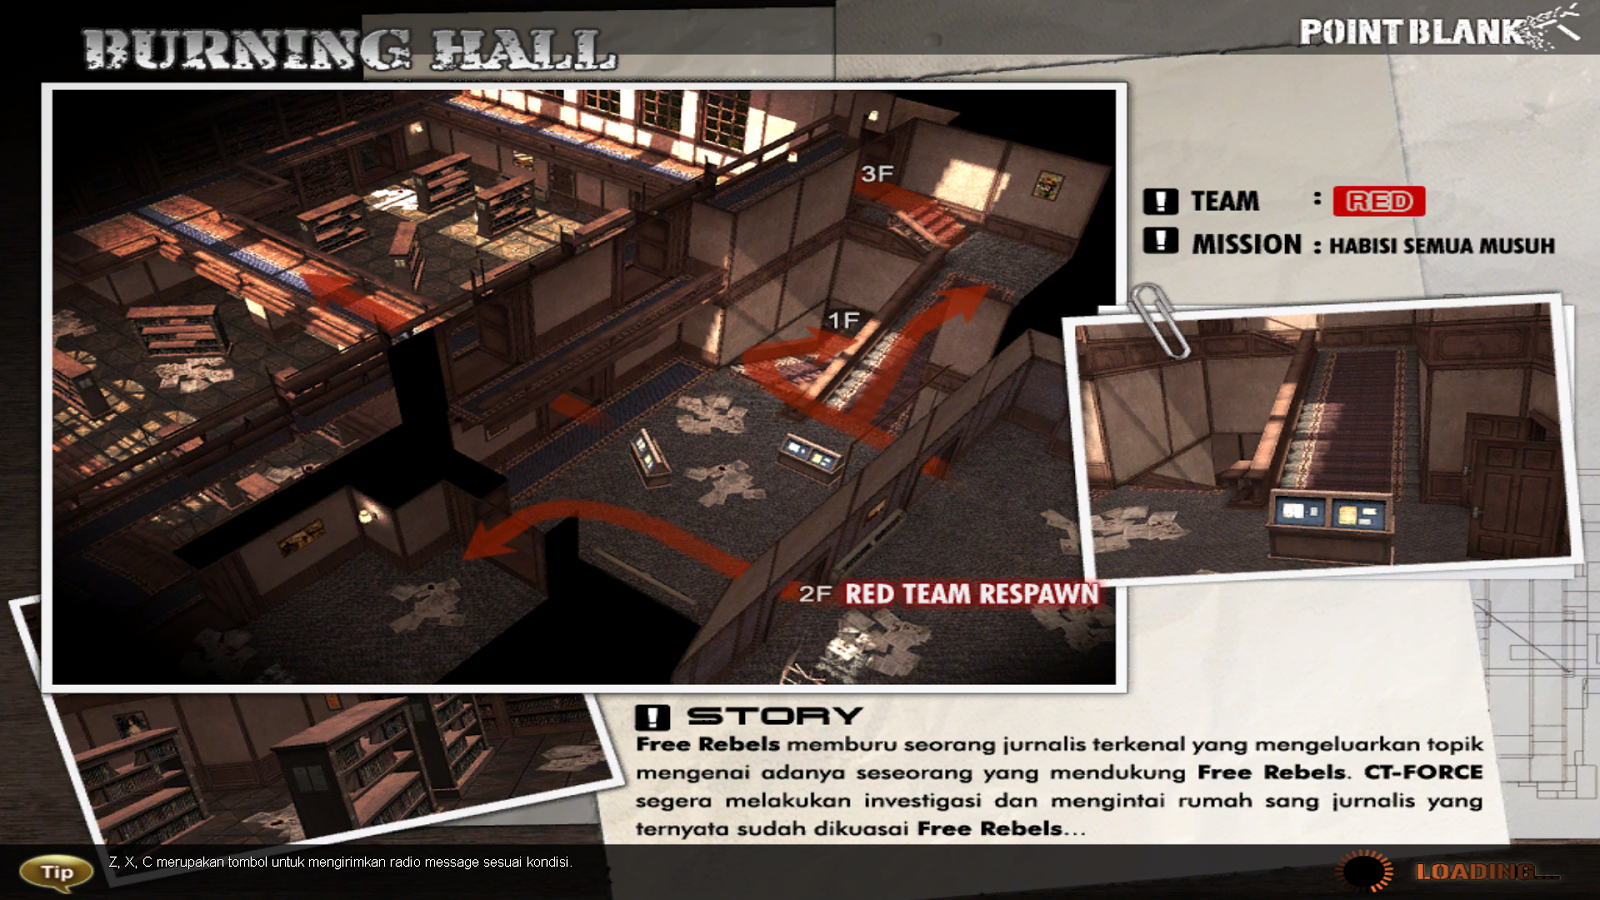 BURNING HALL
POINT BLANK
3F
1F
2F RED TEAM RESPAWN
! TEAM : RED
! MISSION : HABISI SEMUA MUSUH
! STORY
Free Rebels memburu seorang jurnalis terkenal yang mengeluarkan topik
mengenai adanya seseorang yang mendukung Free Rebels. CT-FORCE
segera melakukan investigasi dan mengintai rumah sang jurnalis yang
ternyata sudah dikuasai Free Rebels...
Tip
Z, X, C merupakan tombol untuk mengirimkan radio message sesuai kondisi.
LOADING...